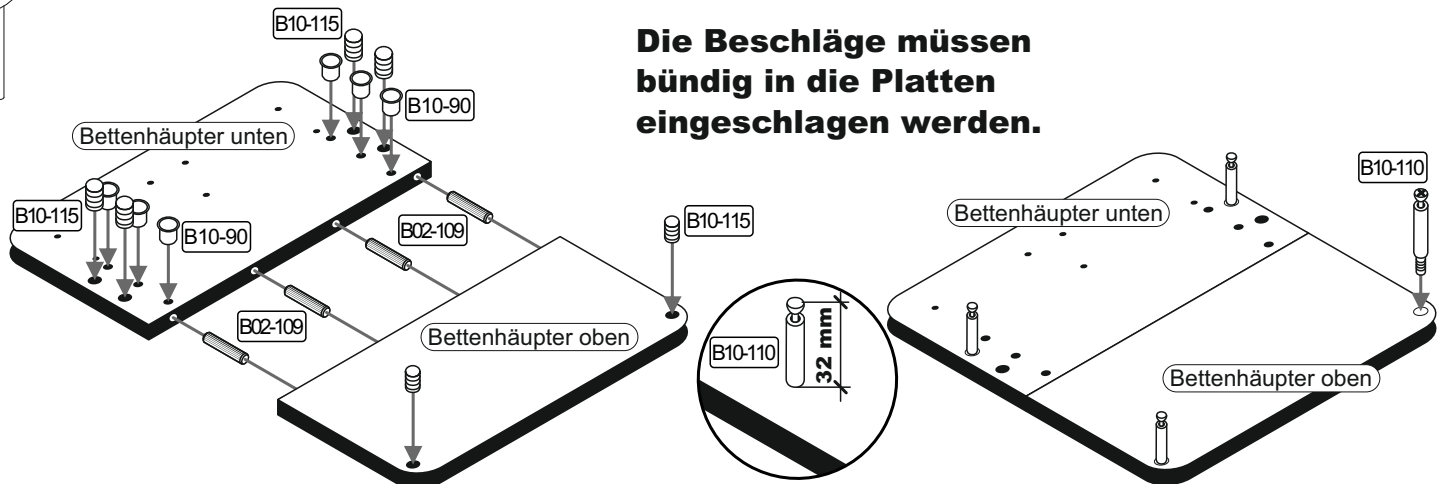 B10-115
Die Beschläge müssen
bündig in die Platten
eingeschlagen werden.
B10-90
Bettenhäupter unten
B10-115
B10-90
B02-109
B10-115
B02-109
Bettenhäupter oben
B10-110
32 mm
B10-110
Bettenhäupter unten
Bettenhäupter oben